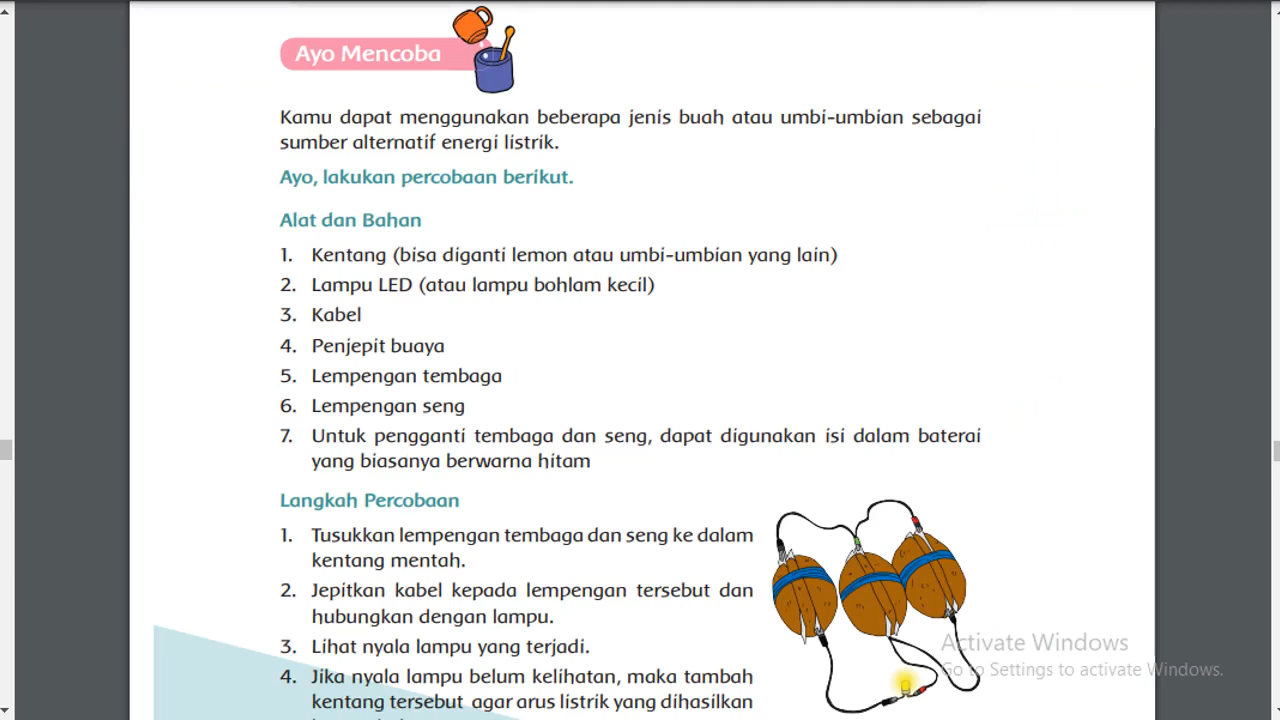 Ayo Mencoba
Kamu dapat menggunakan beberapa jenis buah atau umbi-umbian sebagai
sumber alternatif energi listrik.
Ayo, lakukan percobaan berikut.
Alat dan Bahan
1. Kentang (bisa diganti lemon atau umbi-umbian yang lain)
2. Lampu LED (atau lampu bohlam kecil)
3. Kabel
4. Penjepit buaya
5. Lempengan tembaga
6. Lempengan seng
7. Untuk pengganti tembaga dan seng, dapat digunakan isi dalam baterai
yang biasanya berwarna hitam
Langkah Percobaan
1. Tusukkan lempengan tembaga dan seng ke dalam
kentang mentah.
2. Jepitkan kabel kepada lempengan tersebut dan
hubungkan dengan lampu.
3. Lihat nyala lampu yang terjadi.
4. Jika nyala lampu belum kelihatan, maka tambah
kentang tersebut agar arus listrik yang dihasilkan
Activate Windows
Go to Settings to activate Windows.